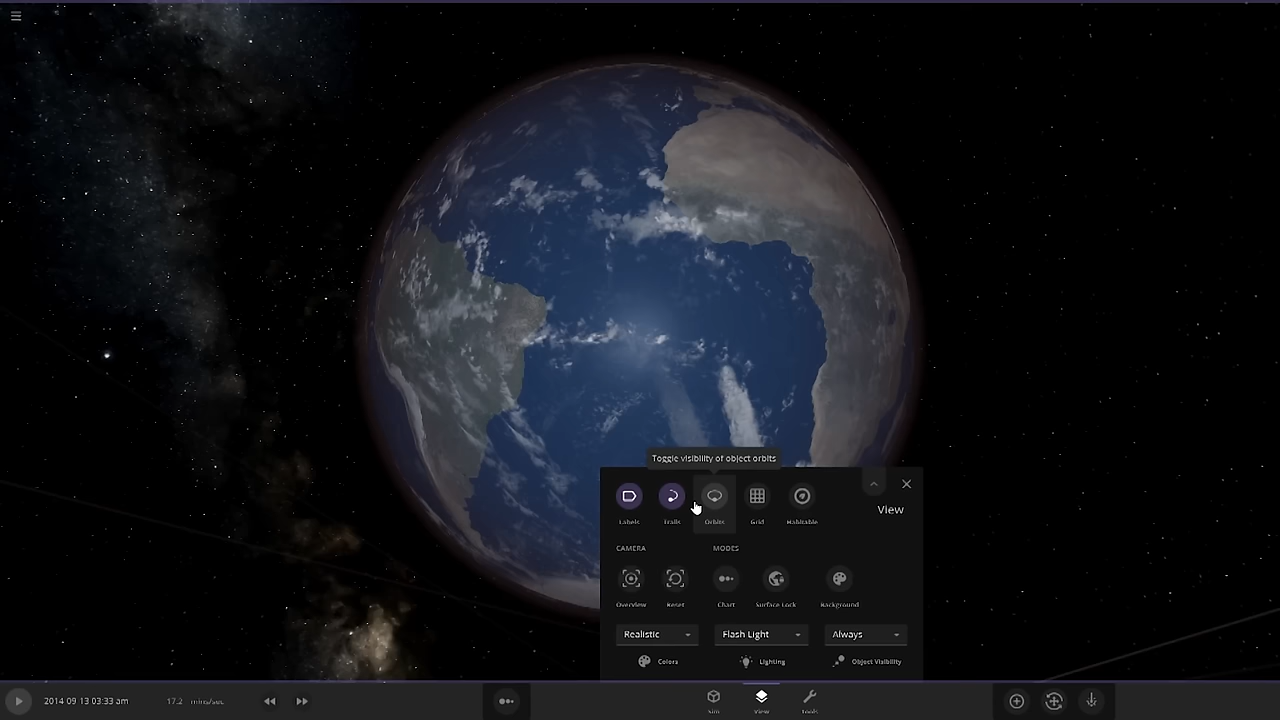 Toggle visibility of object orbits
Labels
Trails
Orbits
Grid
Habitable
View
CAMERA
MODES
Overview
Reset
Chart
Surface Lock
Background
Realistic
Flash Light
Always
Colors
Lighting
Object Visibility
2014 09 13 03:33 am
17.2 mins/sec
Sim
View
Tools